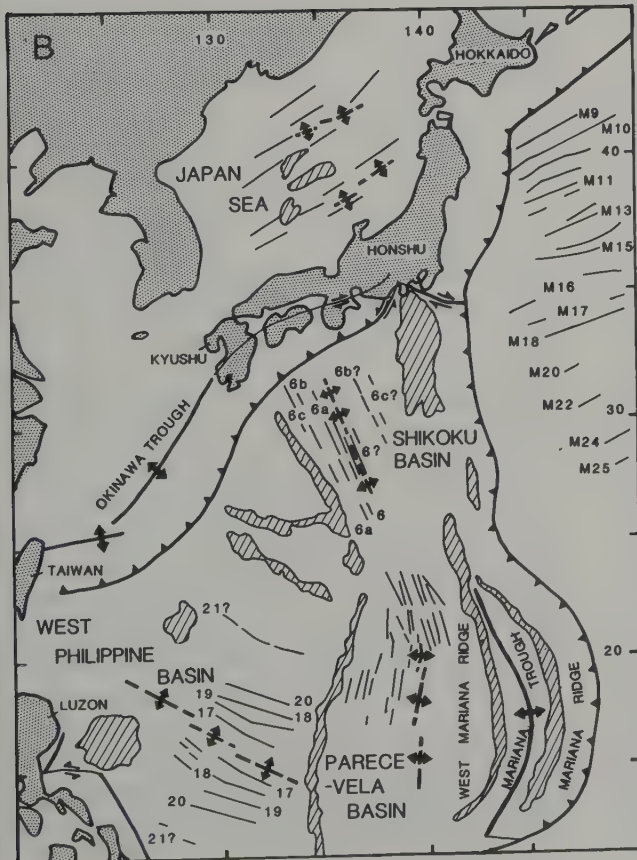 B
130
140
HOKKAIDO
M9
M10
40
M11
M13
M15
M16
M17
M18
M20
M22
30
M24
M25
JAPAN
SEA
HONSHU
KYUSHU
6b
6b?
6a
6c?
6c
6?
6
6a
SHIKOKU
BASIN
OKINAWA TROUGH
TAIWAN
WEST
PHILIPPINE
BASIN
21?
20
19
20
17
18
LUZON
18
17
20
19
21?
PARECE
-VELA
BASIN
WEST MARIANA RIDGE
MARIANA TROUGH
MARIANA RIDGE